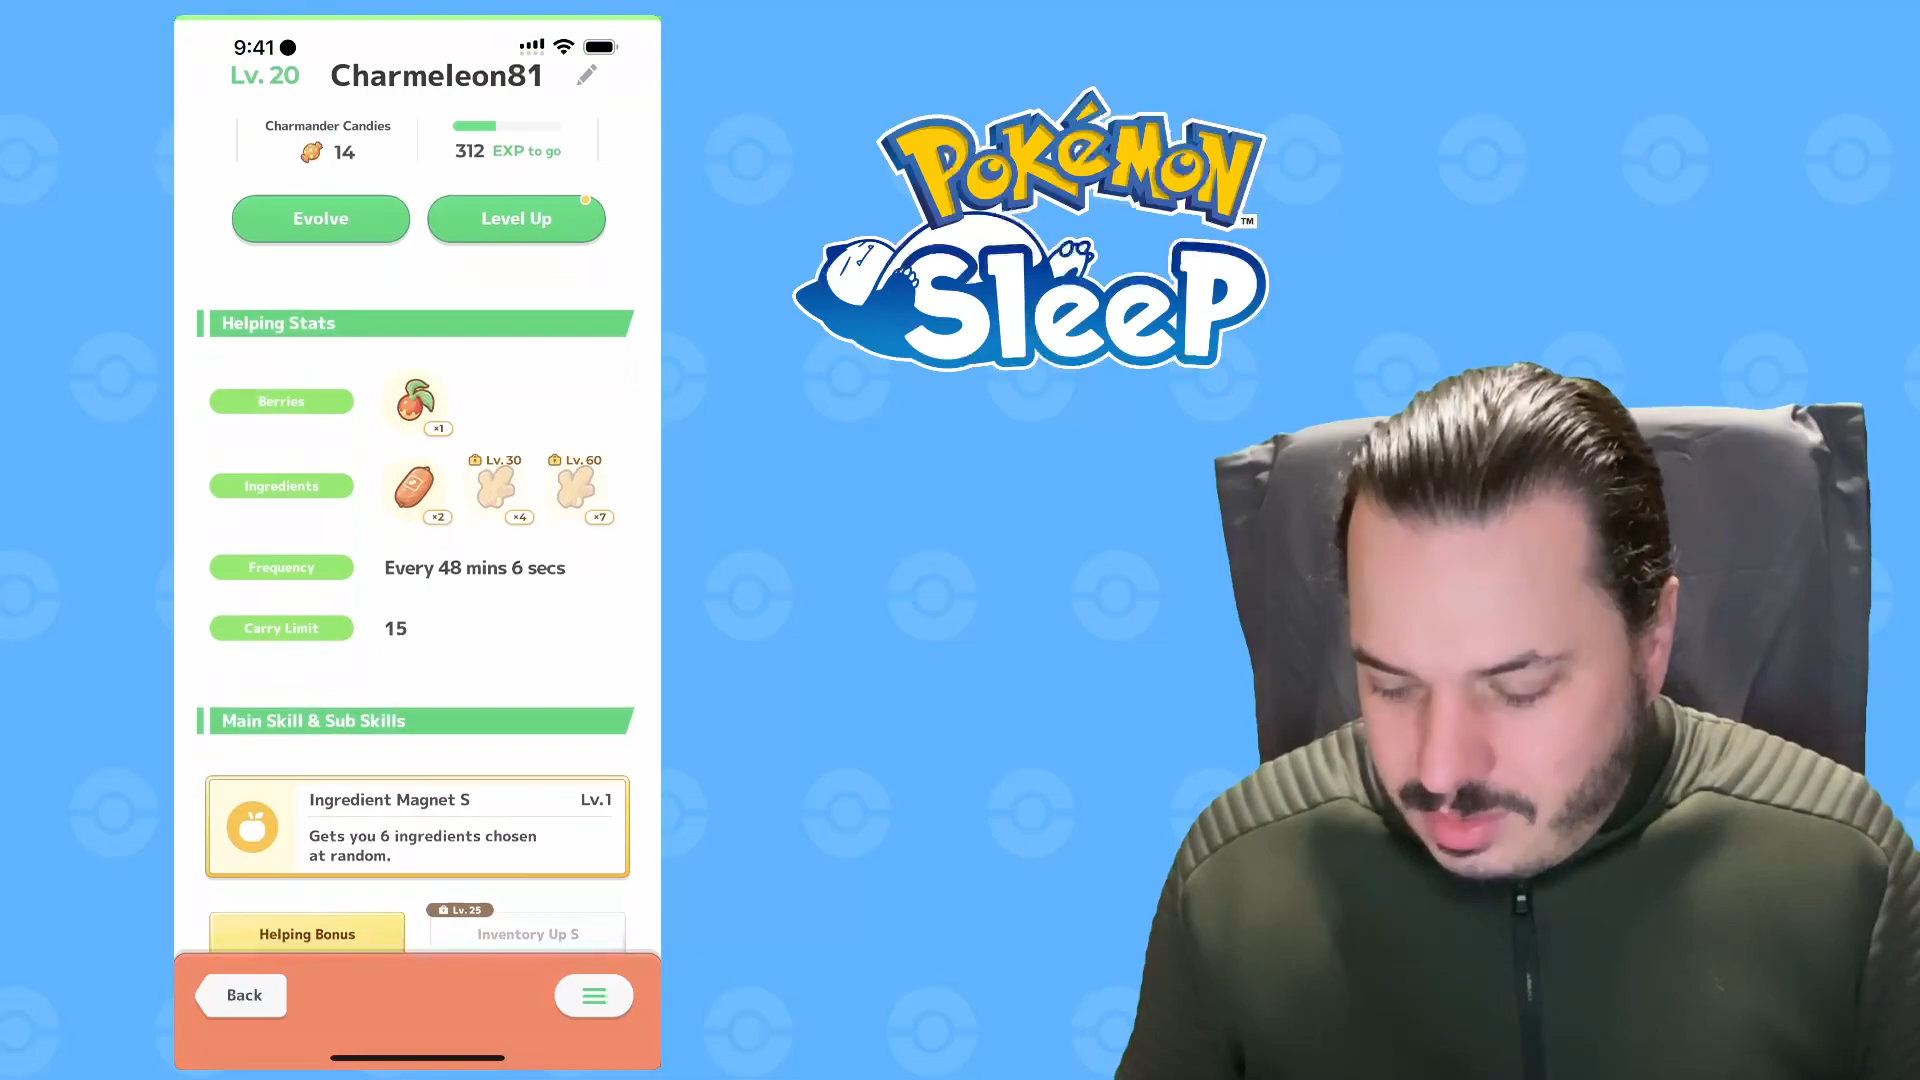 9:41
Lv. 20 Charmeleon81
Charmander Candies
14
312 EXP to go
Evolve
Level Up
Helping Stats
Berries
×1
Ingredients
×2
Lv. 30
×4
Lv. 60
×7
Frequency
Every 48 mins 6 secs
Carry Limit
15
Main Skill & Sub Skills
Ingredient Magnet S Lv.1
Gets you 6 ingredients chosen
at random.
Helping Bonus
Lv. 25
Inventory Up S
Back
POKÉMON
TM
Sleep